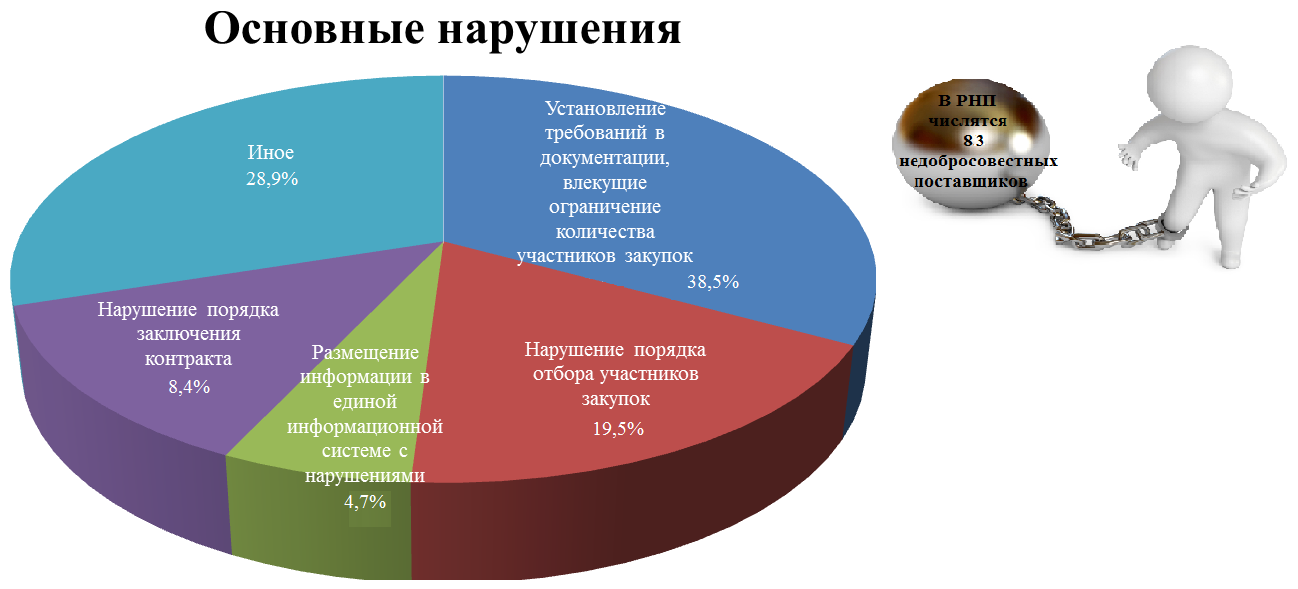 Основные нарушения
Установление
требований в
документации,
влекущие
ограничение
количества
участников закупок
38,5%
Нарушение порядка
отбора участников
закупок
19,5%
Размещение
информации в
единой
информационной
системе с
нарушениями
4,7%
Нарушение порядка
заключения
контракта
8,4%
Иное
28,9%
В РНП
числятся
83
недобросовестных
поставщиков